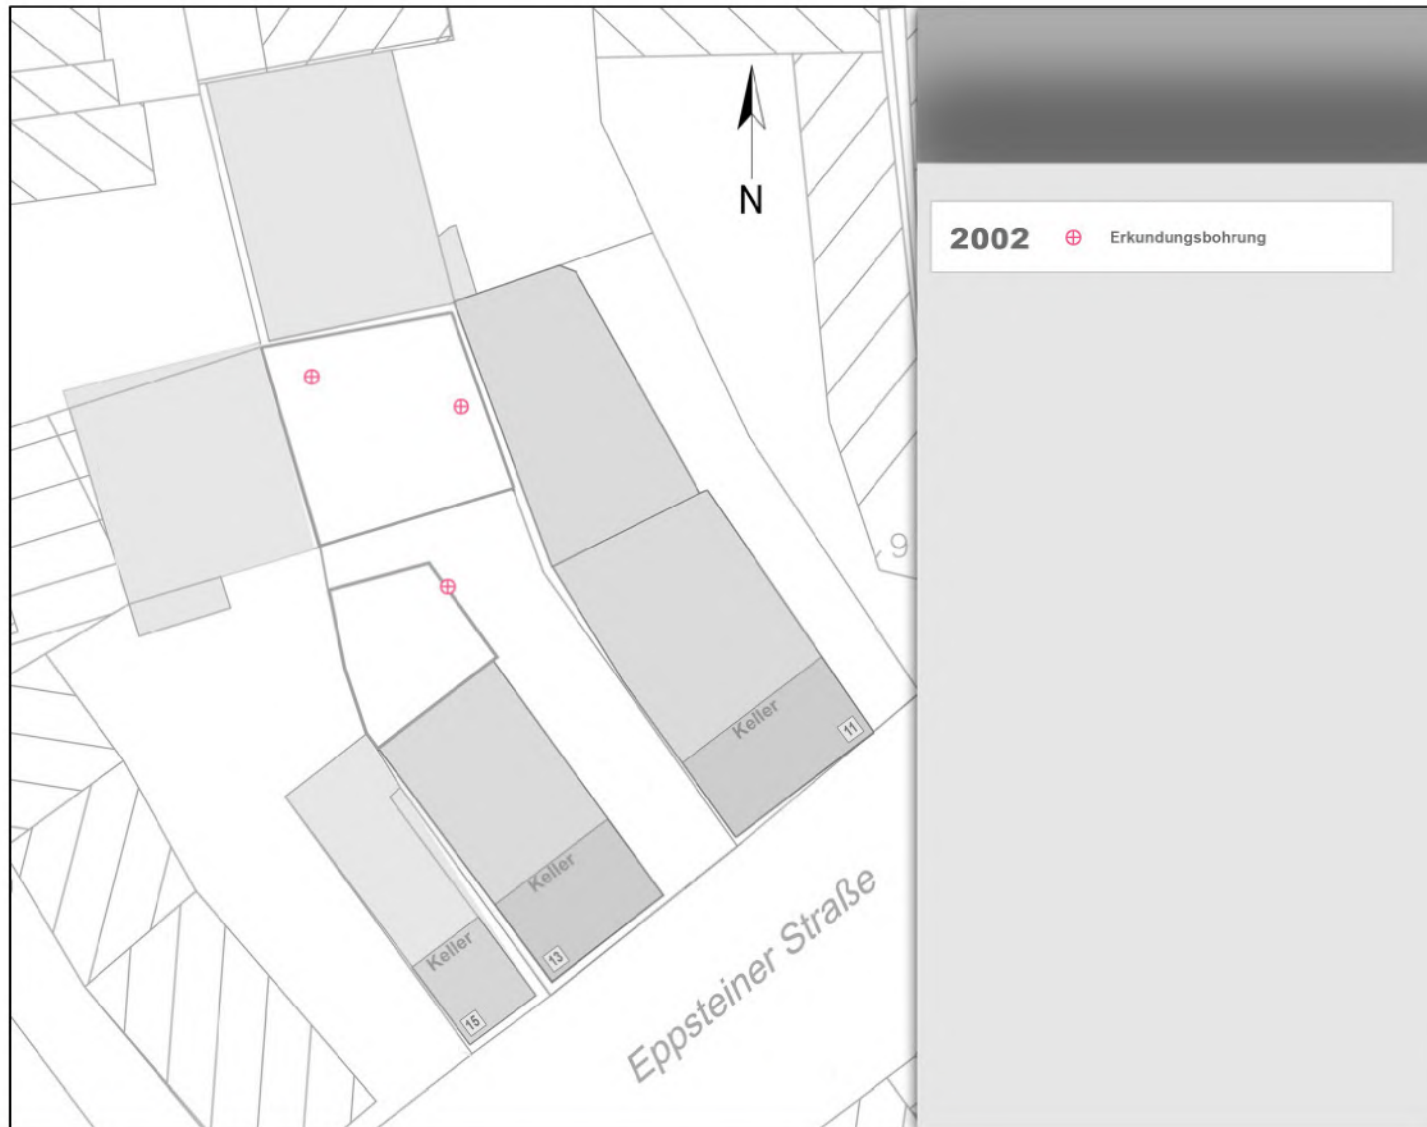 N
2002 Erkundungsbohrung
9
Keller
11
Keller
13
Keller
15
Eppsteiner Straße